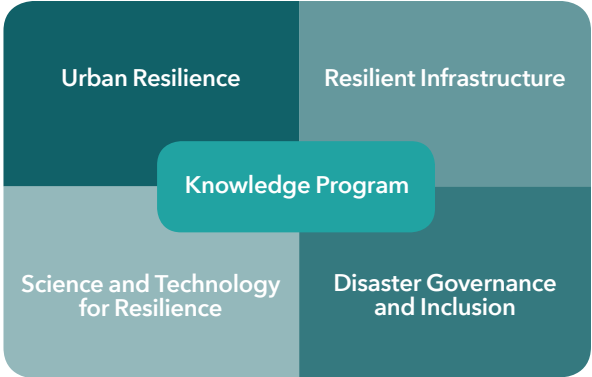 Urban Resilience
Resilient Infrastructure
Knowledge Program
Science and Technology
for Resilience
Disaster Governance
and Inclusion